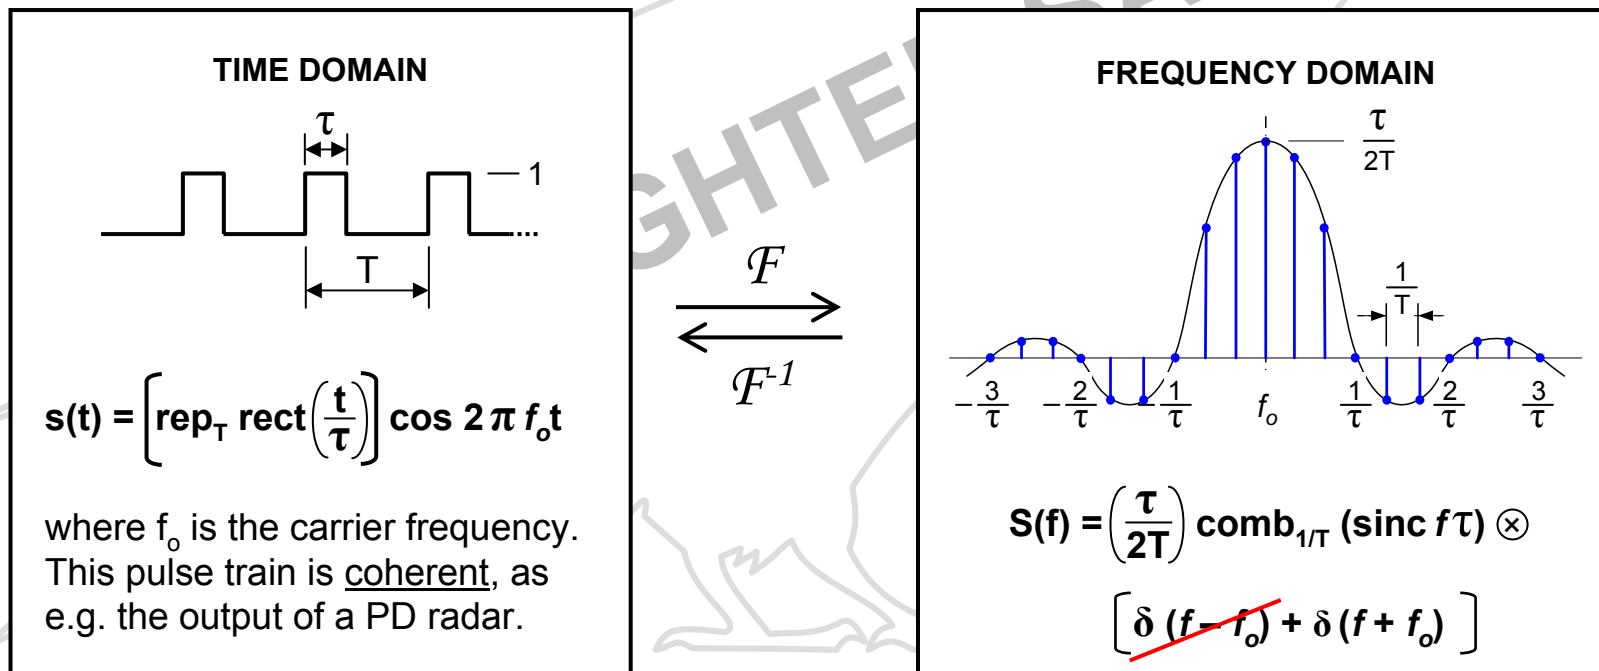 TIME DOMAIN
τ
1
T
s(t) = [rep_T rect(t/τ)] cos 2π f_o t
where f_o is the carrier frequency.
This pulse train is coherent, as
e.g. the output of a PD radar.
ℱ
ℱ^-1
FREQUENCY DOMAIN
τ/2T
1/T
-3/τ -2/τ -1/τ f_o 1/τ 2/τ 3/τ
S(f) = (τ/2T) comb_1/T (sinc fτ) ⊗
[δ (f – f_o) + δ (f + f_o)]